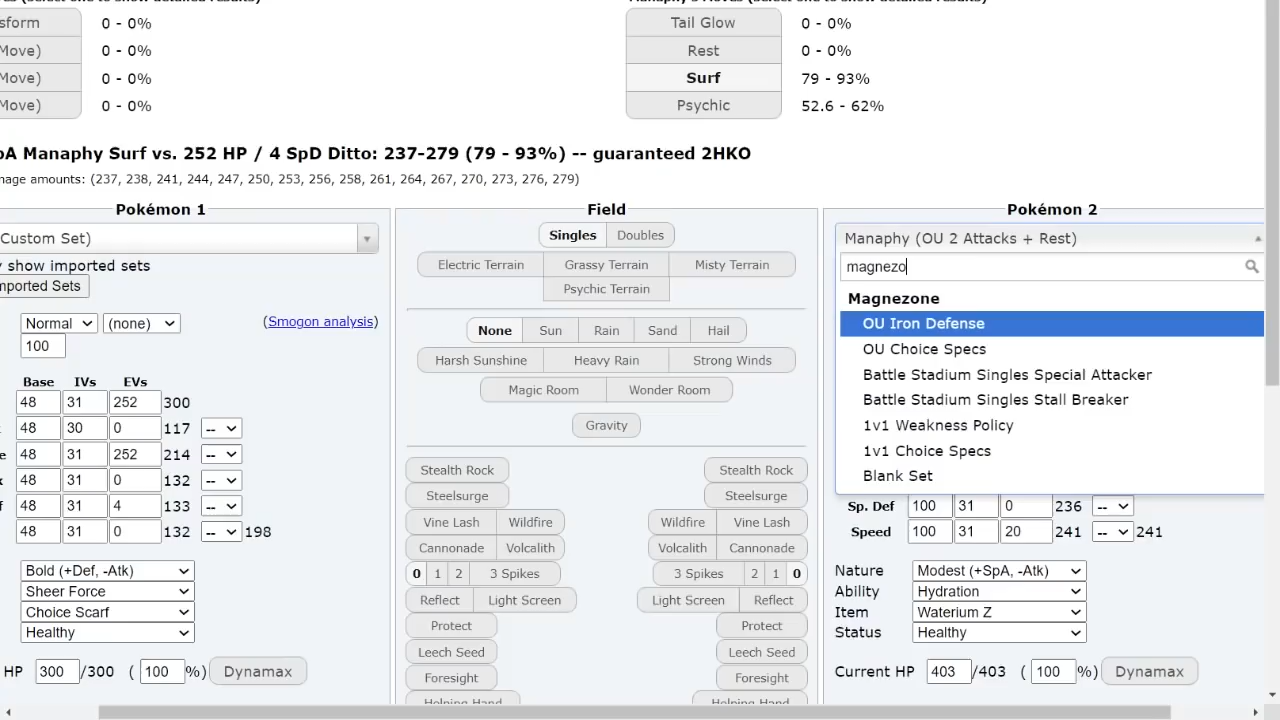 sform 0 - 0% Tail Glow 0 - 0%
Move) 0 - 0% Rest 0 - 0%
Move) 0 - 0% Surf 79 - 93%
Move) 0 - 0% Psychic 52.6 - 62%
pA Manaphy Surf vs. 252 HP / 4 SpD Ditto: 237-279 (79 - 93%) -- guaranteed 2HKO
mage amounts: (237, 238, 241, 244, 247, 250, 253, 256, 258, 261, 264, 267, 270, 273, 276, 279)
Pokémon 1
Custom Set)
y show imported sets
mported Sets
Normal (none) (Smogon analysis)
100
Base IVs EVs
48 31 252 300
48 30 0 117 --
48 31 252 214 --
48 31 0 132 --
48 31 4 133 --
48 31 0 132 -- 198
Bold (+Def, -Atk)
Sheer Force
Choice Scarf
Healthy
HP 300 /300 ( 100 %) Dynamax
Field
Singles Doubles
Electric Terrain Grassy Terrain Misty Terrain
Psychic Terrain
None Sun Rain Sand Hail
Harsh Sunshine Heavy Rain Strong Winds
Magic Room Wonder Room
Gravity
Stealth Rock Stealth Rock
Steelsurge Steelsurge
Vine Lash Wildfire Wildfire Vine Lash
Cannonade Volcalith Volcalith Cannonade
0 1 2 3 Spikes 3 Spikes 2 1 0
Reflect Light Screen Light Screen Reflect
Protect Protect
Leech Seed Leech Seed
Foresight Foresight
Helping Hand Helping Hand
Pokémon 2
Manaphy (OU 2 Attacks + Rest)
magnezo
Magnezone
OU Iron Defense
OU Choice Specs
Battle Stadium Singles Special Attacker
Battle Stadium Singles Stall Breaker
1v1 Weakness Policy
1v1 Choice Specs
Blank Set
Sp. Def 100 31 0 236 --
Speed 100 31 20 241 -- 241
Nature Modest (+SpA, -Atk)
Ability Hydration
Item Waterium Z
Status Healthy
Current HP 403 /403 ( 100 %) Dynamax